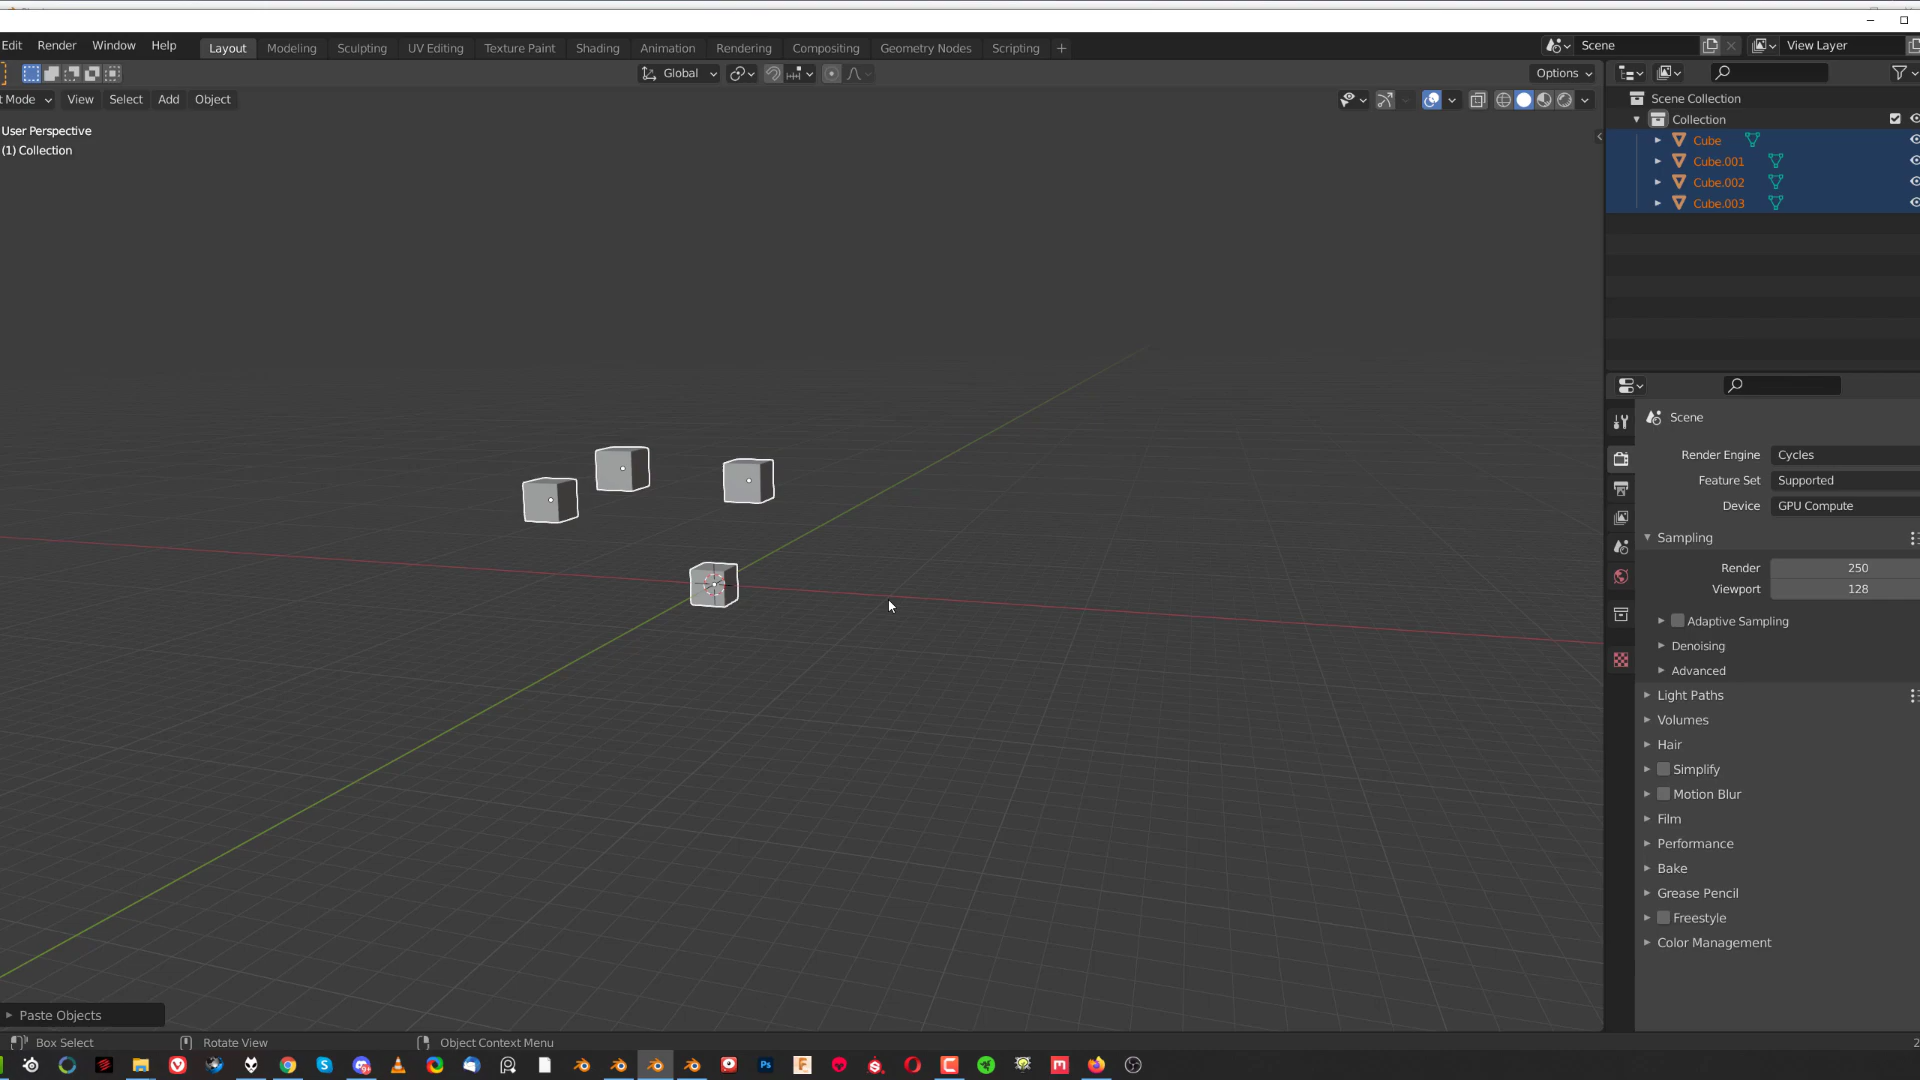 Edit Render Window Help Layout Modeling Sculpting UV Editing Texture Paint Shading Animation Rendering Compositing Geometry Nodes Scripting + Scene View Layer
Global Options
t Mode View Select Add Object
User Perspective
(1) Collection
Scene Collection
Collection
Cube
Cube.001
Cube.002
Cube.003
Scene
Render Engine Cycles
Feature Set Supported
Device GPU Compute
Sampling
Render 250
Viewport 128
Adaptive Sampling
Denoising
Advanced
Light Paths
Volumes
Hair
Simplify
Motion Blur
Film
Performance
Bake
Grease Pencil
Freestyle
Color Management
Paste Objects
Box Select Rotate View Object Context Menu 2